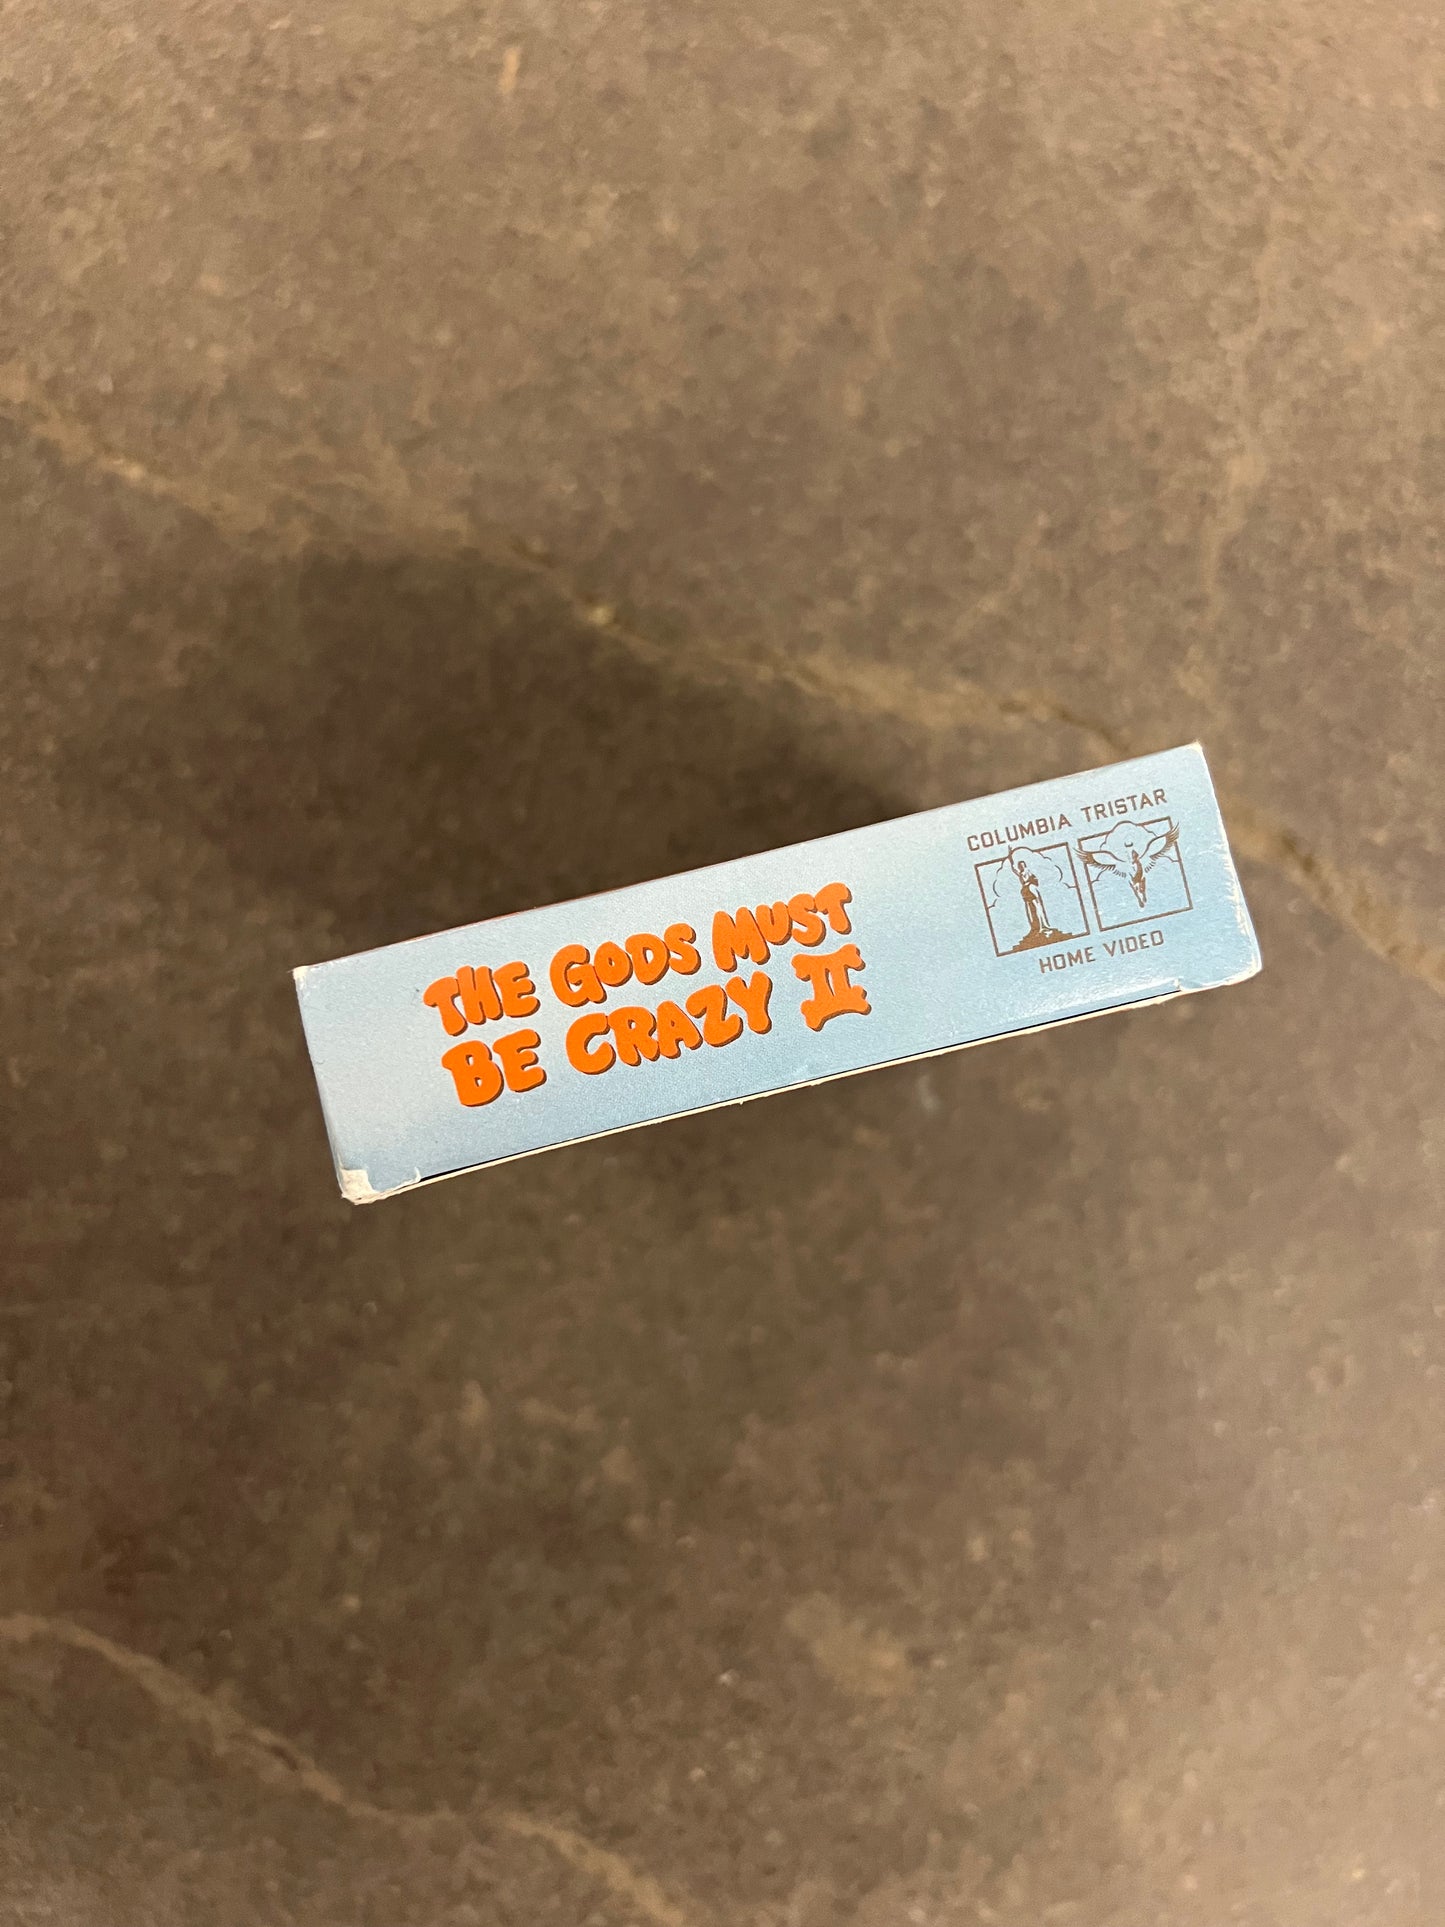 THE GODS MUST
BE CRAZY II
COLUMBIA TRISTAR
HOME VIDEO